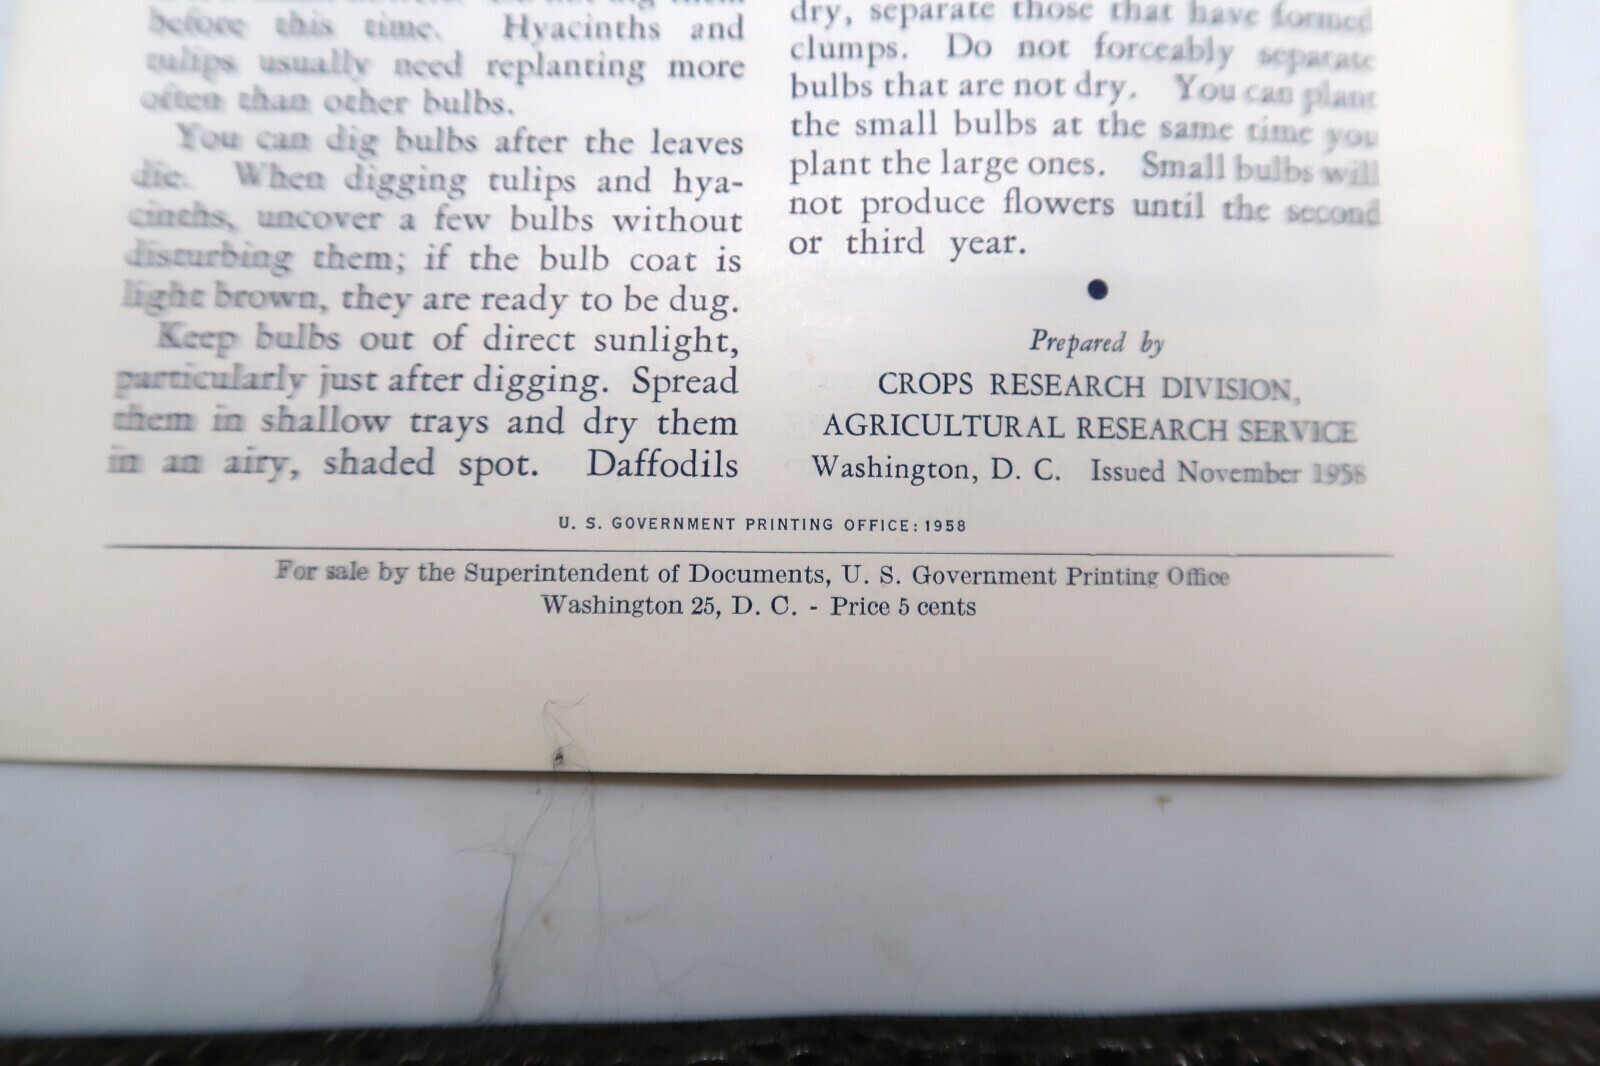 before this time. Hyacinths and
tulips usually need replanting more
often than other bulbs.
You can dig bulbs after the leaves
die. When digging tulips and hya-
cinths, uncover a few bulbs without
disturbing them; if the bulb coat is
light brown, they are ready to be dug.
Keep bulbs out of direct sunlight,
particularly just after digging. Spread
them in shallow trays and dry them
in an airy, shaded spot. Daffodils
dry, separate those that have formed
clumps. Do not forceably separate
bulbs that are not dry. You can plant
the small bulbs at the same time you
plant the large ones. Small bulbs will
not produce flowers until the second
or third year.
Prepared by
CROPS RESEARCH DIVISION,
AGRICULTURAL RESEARCH SERVICE
Washington, D. C. Issued November 1958
U. S. GOVERNMENT PRINTING OFFICE: 1958
For sale by the Superintendent of Documents, U. S. Government Printing Office
Washington 25, D. C. - Price 5 cents